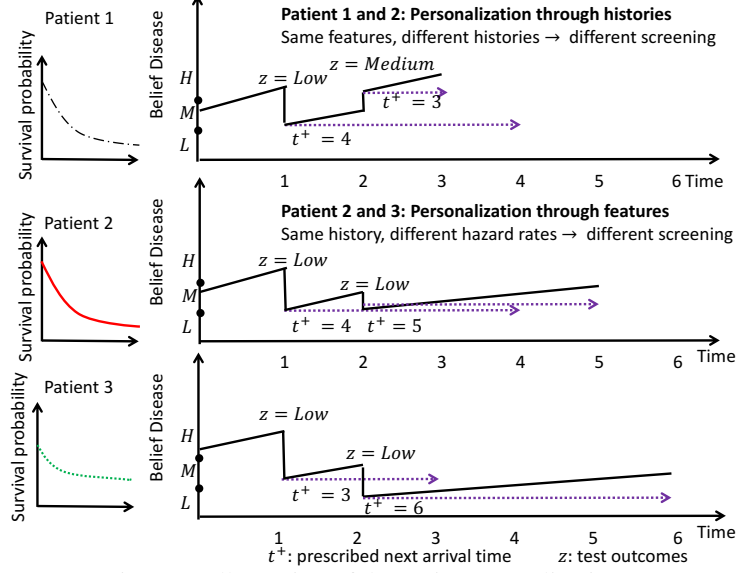 Patient 1
Patient 1 and 2: Personalization through histories
Same features, different histories → different screening
Survival probability
Belief Disease
H
M
L
z = Low
z = Medium
t⁺ = 3
t⁺ = 4
1 2 3 4 5 6 Time
Patient 2
Patient 2 and 3: Personalization through features
Same history, different hazard rates → different screening
Survival probability
Belief Disease
H
M
L
z = Low
z = Low
t⁺ = 4 t⁺ = 5
1 2 3 4 5 6 Time
Patient 3
Survival probability
Belief Disease
H
M
L
z = Low
z = Low
t⁺ = 3 t⁺ = 6
1 2 3 4 5 6 Time
t⁺: prescribed next arrival time z: test outcomes